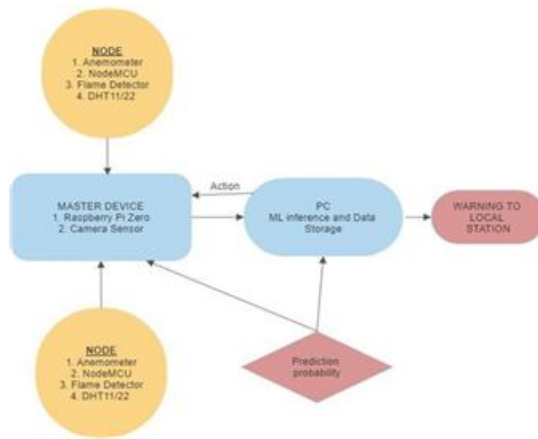 NODE
1. Anemometer
2. NodeMCU
3. Flame Detector
4. DHT11/22
Action
MASTER DEVICE
1. Raspberry Pi Zero
2. Camera Sensor
PC
ML inference and Data
Storage
WARNING TO
LOCAL
STATION
NODE
1. Anemometer
2. NodeMCU
3. Flame Detector
4. DHT11/22
Prediction
probability